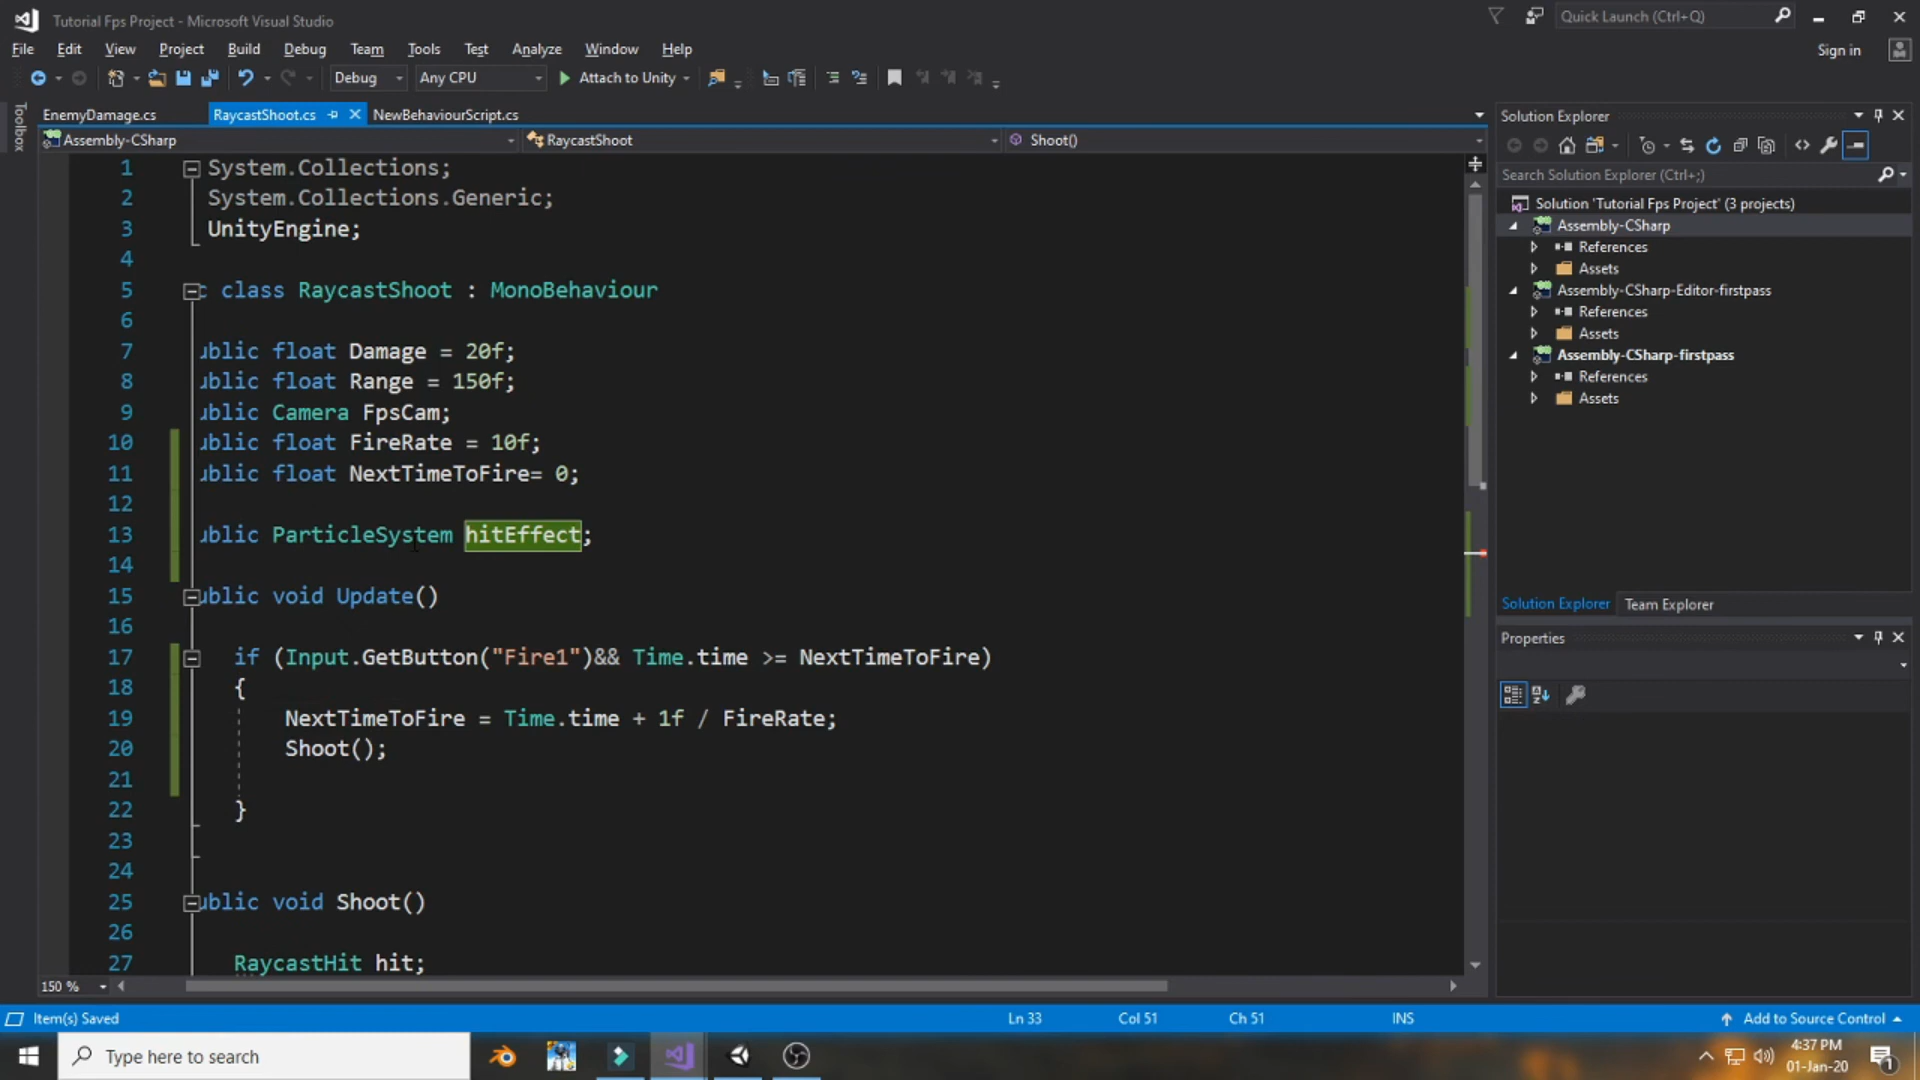 Tutorial Fps Project - Microsoft Visual Studio
Quick Launch (Ctrl+Q)
File Edit View Project Build Debug Team Tools Test Analyze Window Help
Sign in
Debug Any CPU Attach to Unity
Toolbox
EnemyDamage.cs RaycastShoot.cs NewBehaviourScript.cs
Assembly-CSharp RaycastShoot Shoot()
1 System.Collections;
2 System.Collections.Generic;
3 UnityEngine;
4
5 c class RaycastShoot : MonoBehaviour
6
7 ublic float Damage = 20f;
8 ublic float Range = 150f;
9 ublic Camera FpsCam;
10 ublic float FireRate = 10f;
11 ublic float NextTimeToFire= 0;
12
13 ublic ParticleSystem hitEffect;
14
15 ublic void Update()
16
17 if (Input.GetButton("Fire1")&& Time.time >= NextTimeToFire)
18 {
19 NextTimeToFire = Time.time + 1f / FireRate;
20 Shoot();
21
22 }
23
24
25 ublic void Shoot()
26
27 RaycastHit hit;
150 %
Solution Explorer
Search Solution Explorer (Ctrl+;)
Solution 'Tutorial Fps Project' (3 projects)
Assembly-CSharp
References
Assets
Assembly-CSharp-Editor-firstpass
References
Assets
Assembly-CSharp-firstpass
References
Assets
Solution Explorer Team Explorer
Properties
Item(s) Saved Ln 33 Col 51 Ch 51 INS Add to Source Control
Type here to search
4:37 PM
01-Jan-20
1